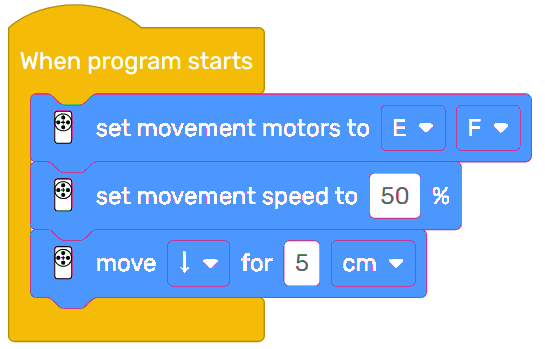 When program starts
set movement motors to E F
set movement speed to 50 %
move ↓ for 5 cm